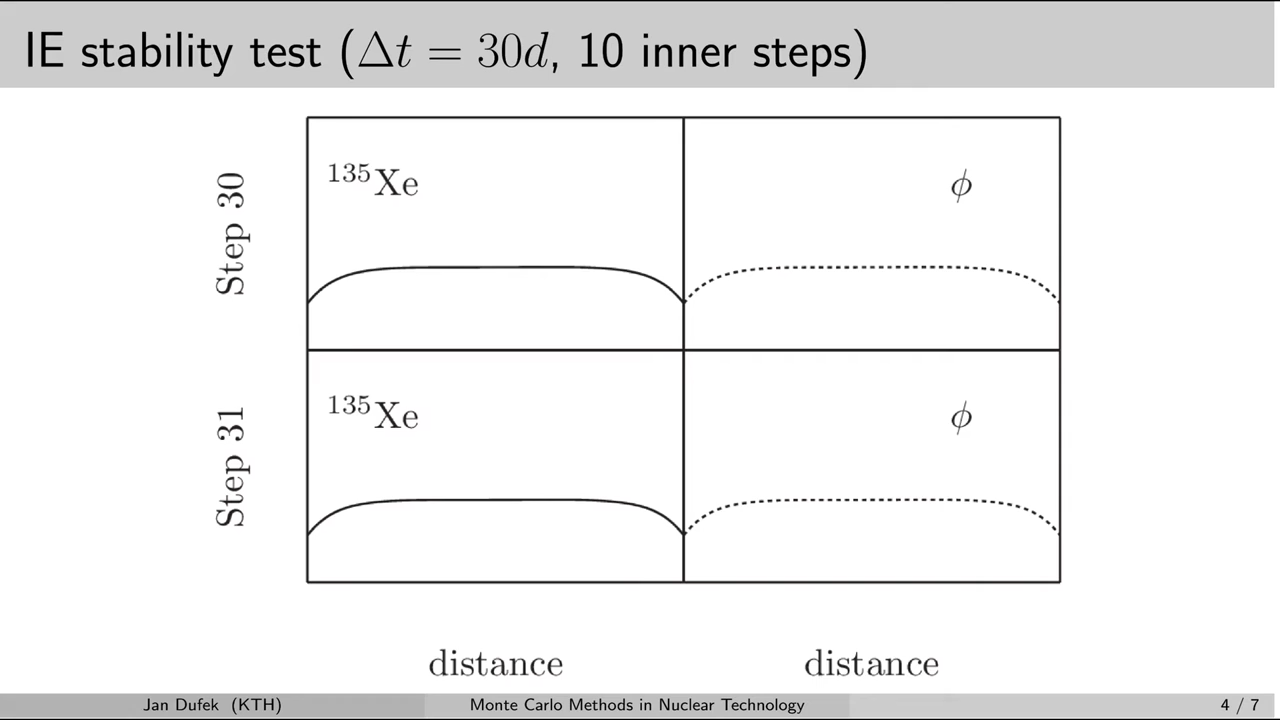 IE stability test (Δt = 30d, 10 inner steps)
Step 30
¹³⁵Xe
ϕ
Step 31
¹³⁵Xe
ϕ
distance
distance
Jan Dufek (KTH)
Monte Carlo Methods in Nuclear Technology
4 / 7